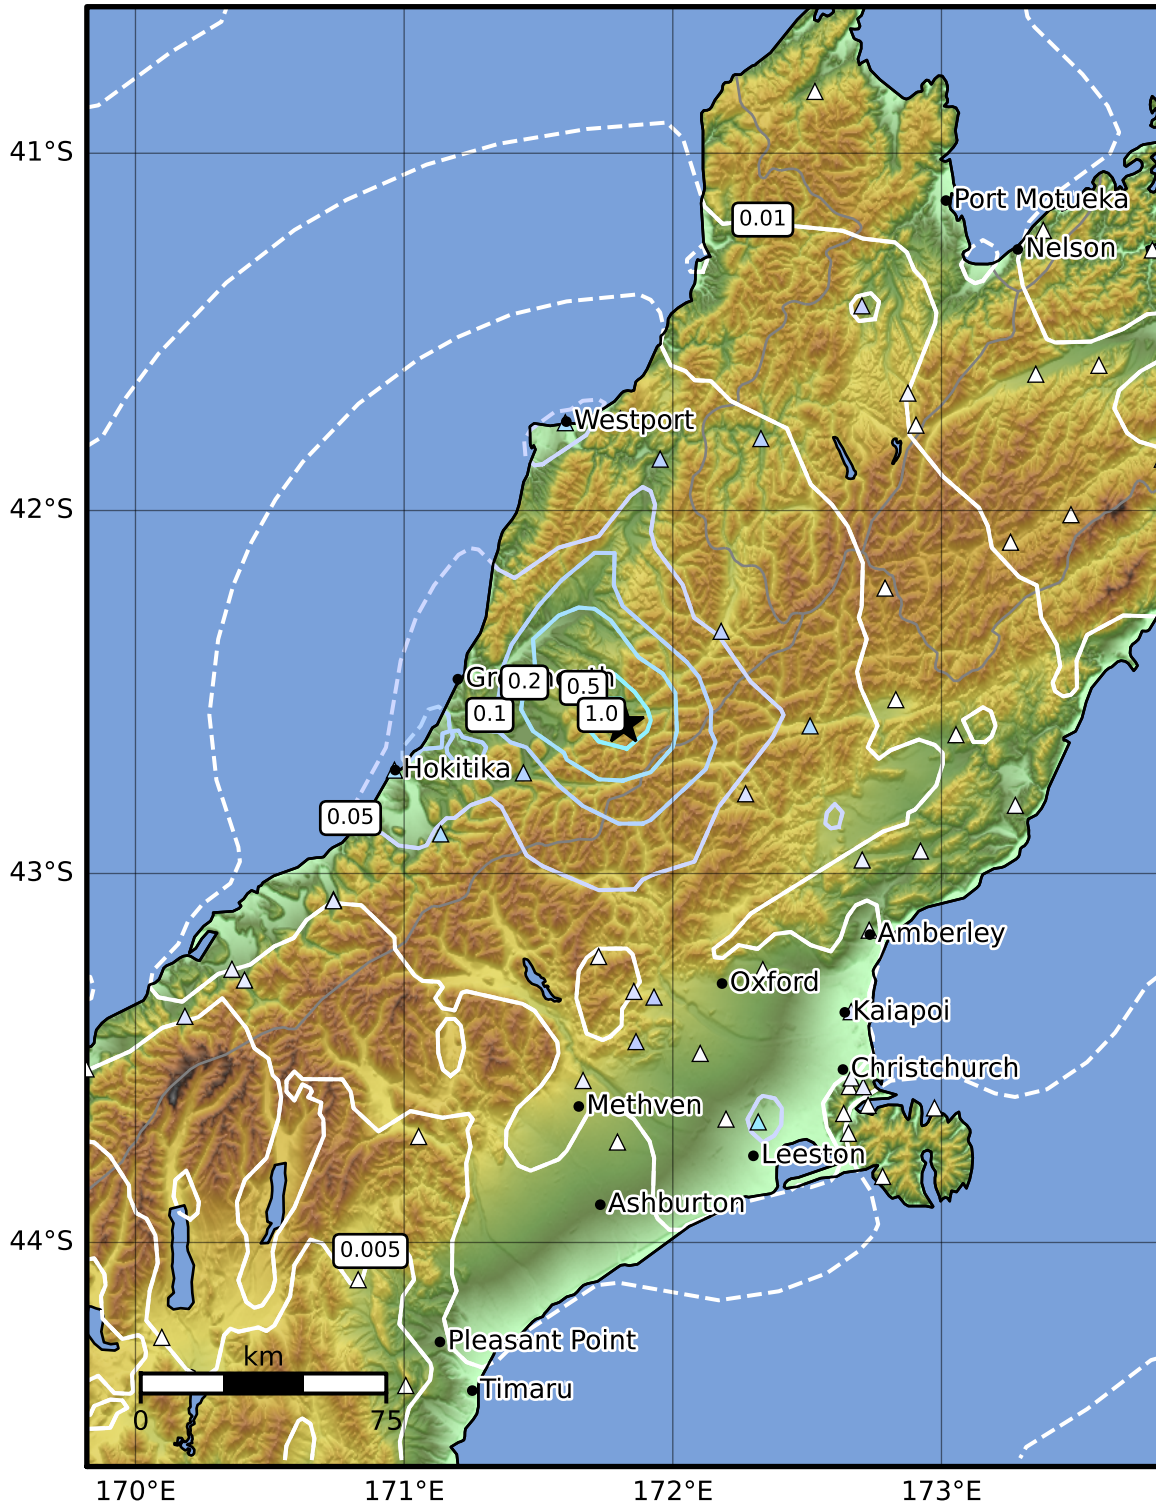 41°S
42°S
43°S
44°S
Port Motueka
0.01
Nelson
Westport
0.2
0.5
0.1
1.0
Hokitika
0.05
Amberley
Oxford
Kaiapoi
Christchurch
Methven
Leeston
Ashburton
0.005
Pleasant Point
km
Timaru
0
75
170°E
171°E
172°E
173°E